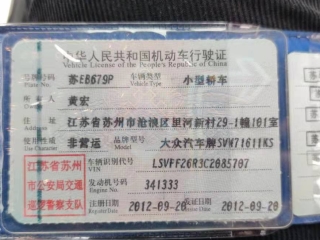 中华人民共和国机动车行驶证
Vehicle License of the People's Republic of China
号牌号码 苏EB679P 车辆类型 小型轿车
Plate No. Vehicle Type
所有人 黄宏
Owner
住址 江苏省苏州市沧浪区里河新村29-1幢101室
Address
使用性质 非营运 品牌型号 大众汽车牌SVW71611KS
Use Character Model
江苏省苏州市公安局交通巡逻警察支队
车辆识别代号 LSVFF26R3C2085707
VIN
发动机号码 341333
Engine No.
注册日期 2012-09-20 发证日期 2012-09-20
Register Date Issue Date